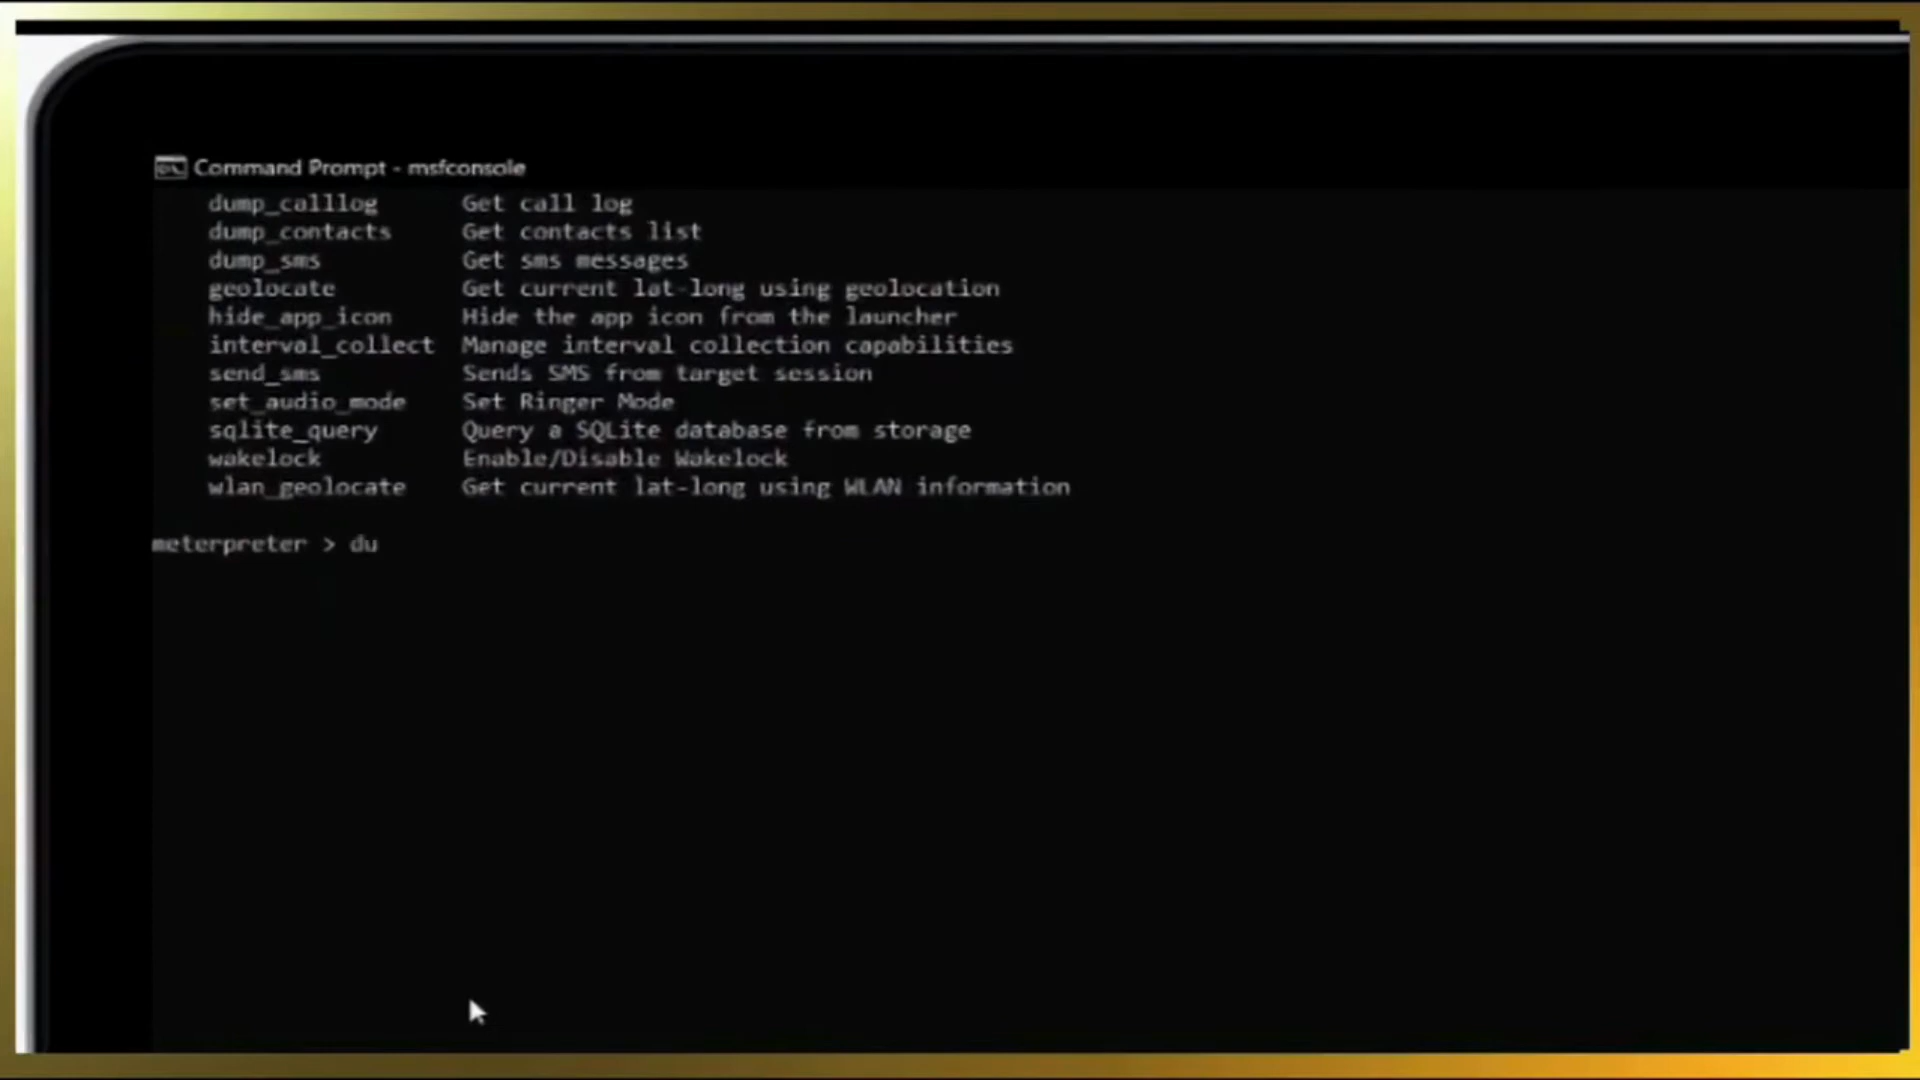 Command Prompt - msfconsole
dump_calllog Get call log
dump_contacts Get contacts list
dump_sms Get sms messages
geolocate Get current lat-long using geolocation
hide_app_icon Hide the app icon from the launcher
interval_collect Manage interval collection capabilities
send_sms Sends SMS from target session
set_audio_mode Set Ringer Mode
sqlite_query Query a SQLite database from storage
wakelock Enable/Disable Wakelock
wlan_geolocate Get current lat-long using WLAN information
meterpreter > du